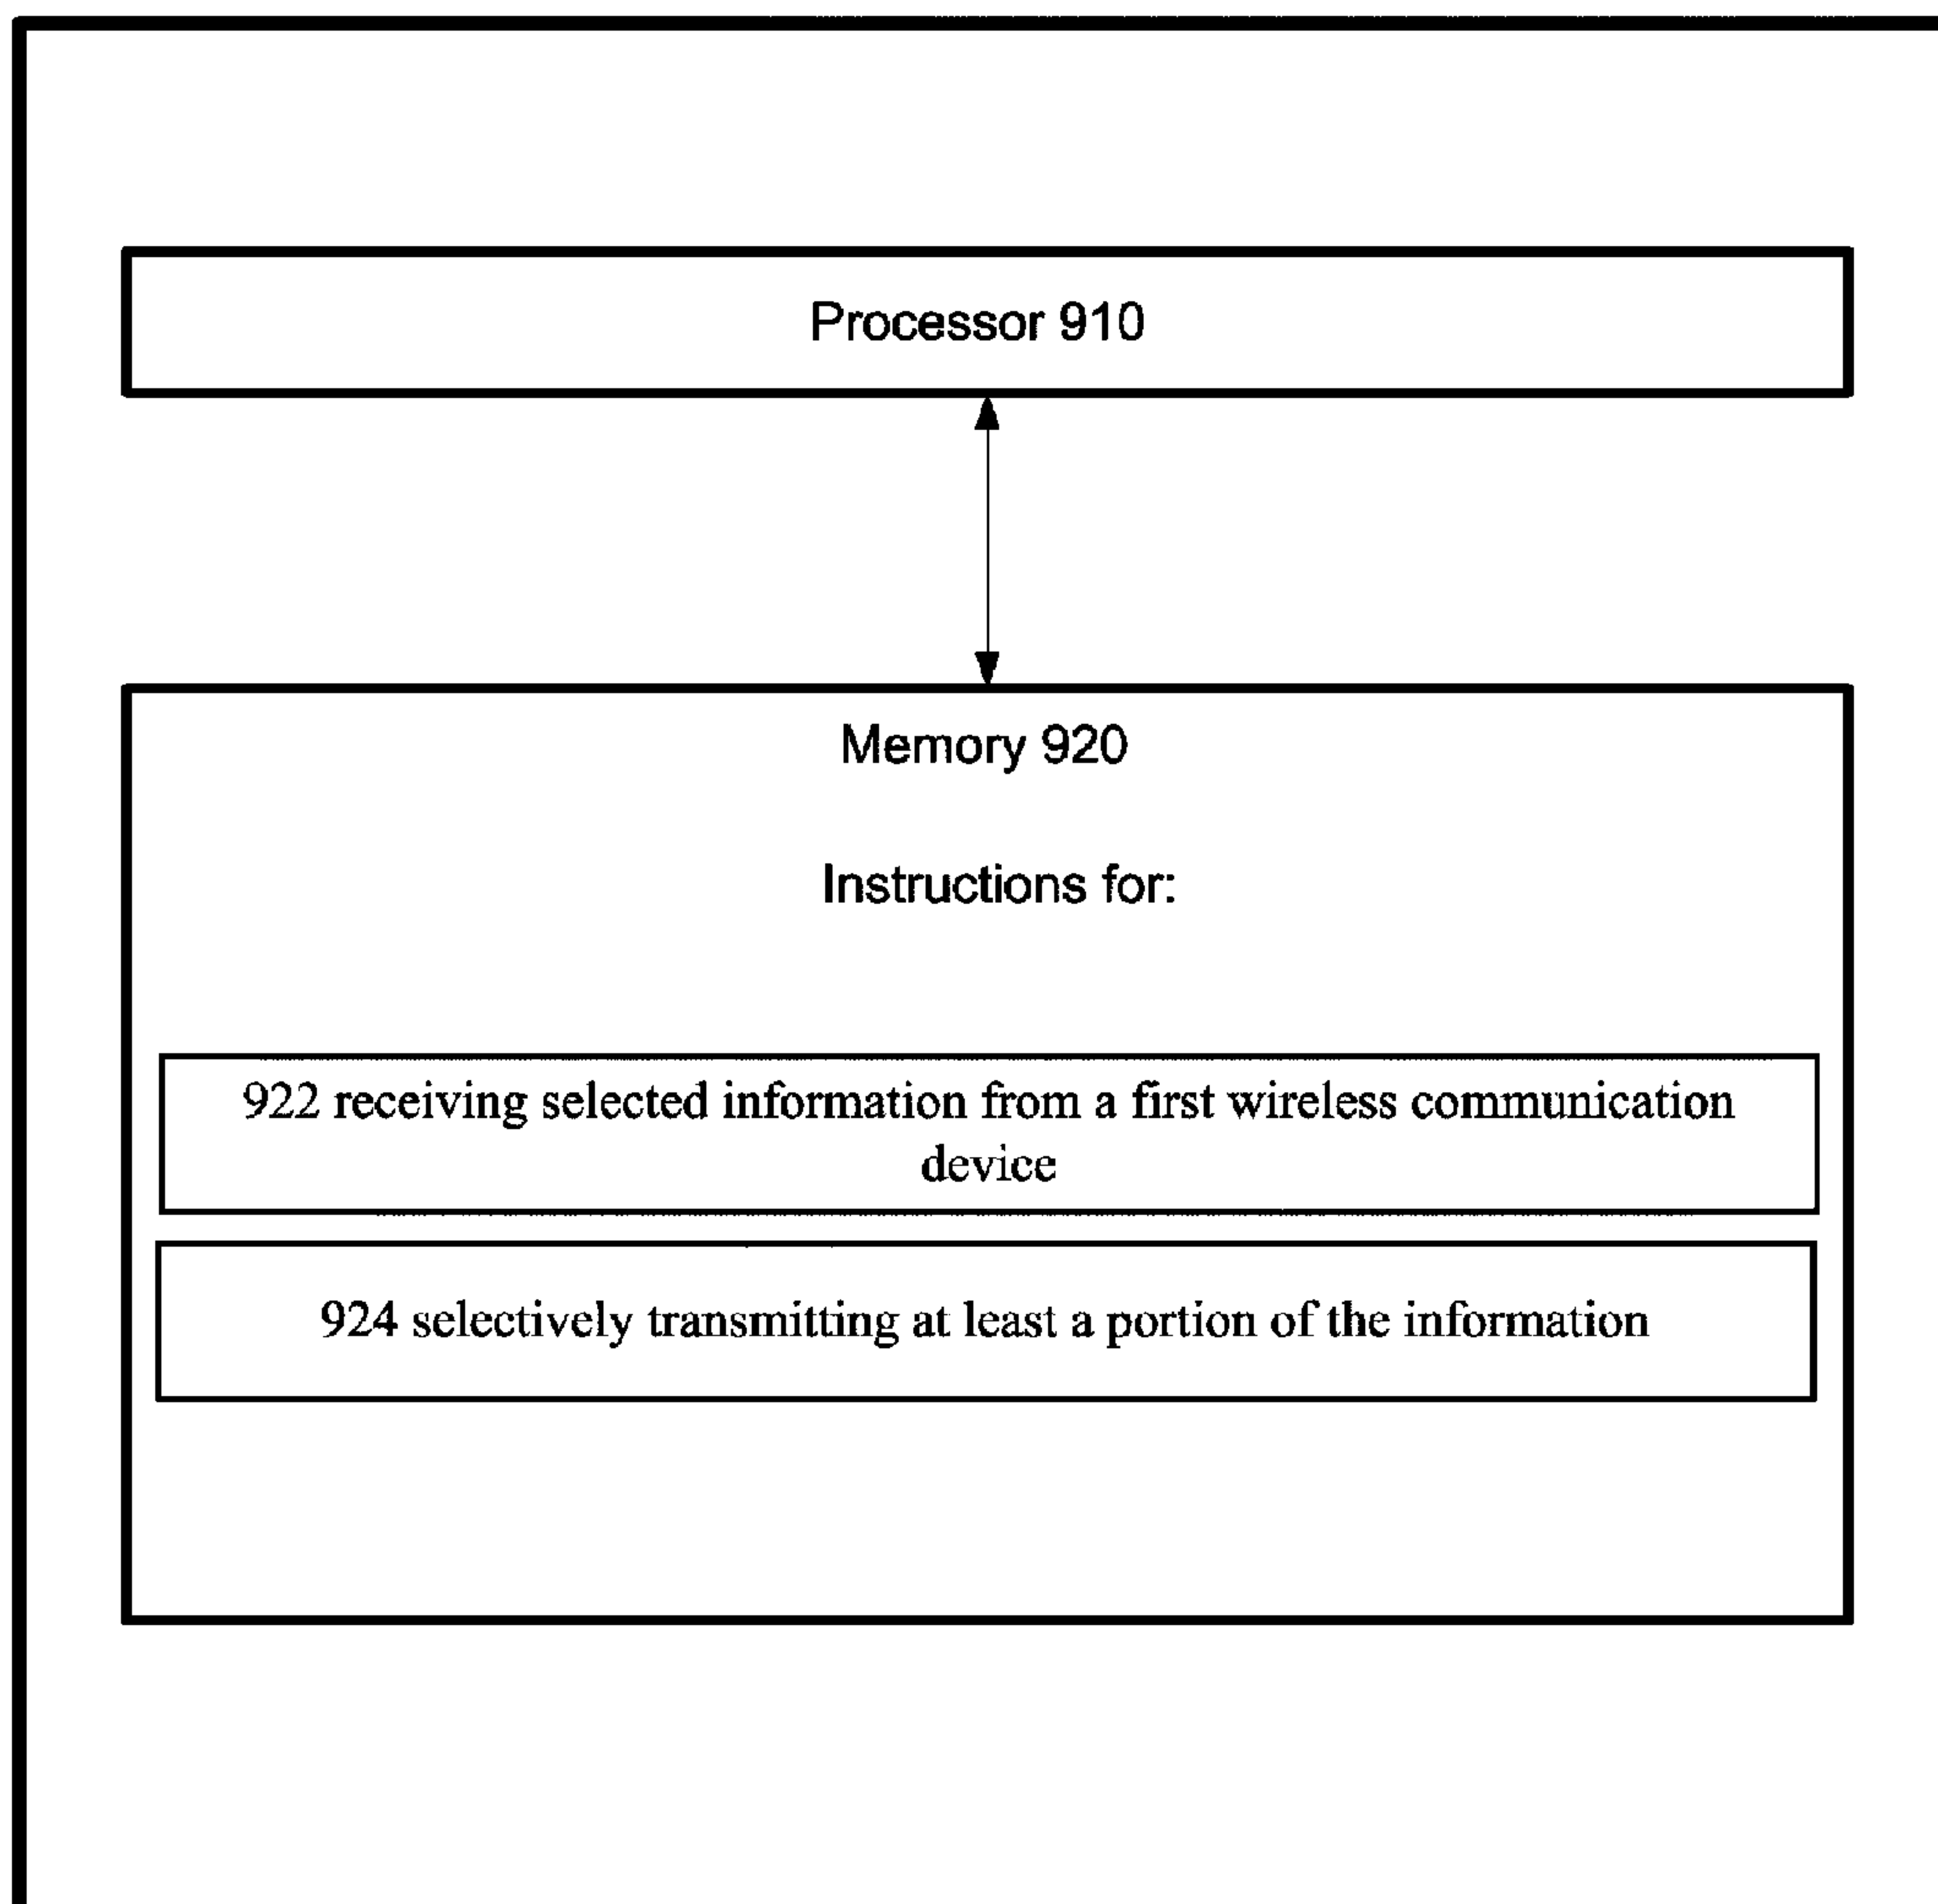 Processor 910
Memory 920
Instructions for:
922 receiving selected information from a first wireless communication
device
924 selectively transmitting at least a portion of the information